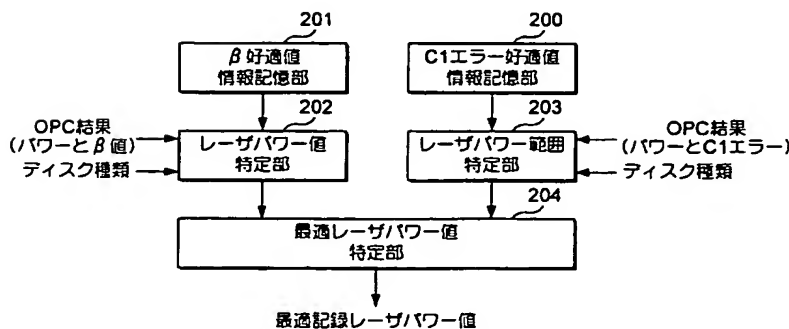 201
β好適値
情報記憶部
200
C1エラー好適値
情報記憶部
202
OPC結果
(パワーとβ値)
ディスク種類
レーザパワー値
特定部
203
レーザパワー範囲
特定部
OPC結果
(パワーとC1エラー)
ディスク種類
204
最適レーザパワー値
特定部
最適記録レーザパワー値